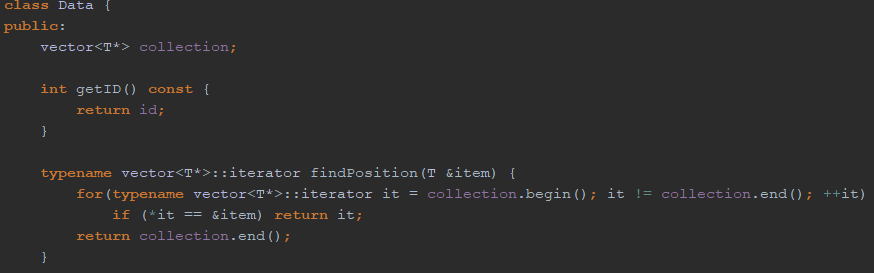 class Data {
public:
    vector<T*> collection;
    int getID() const {
        return id;
    }
    typename vector<T*>::iterator findPosition(T &item) {
        for(typename vector<T*>::iterator it = collection.begin(); it != collection.end(); ++it)
            if (*it == &item) return it;
        return collection.end();
    }